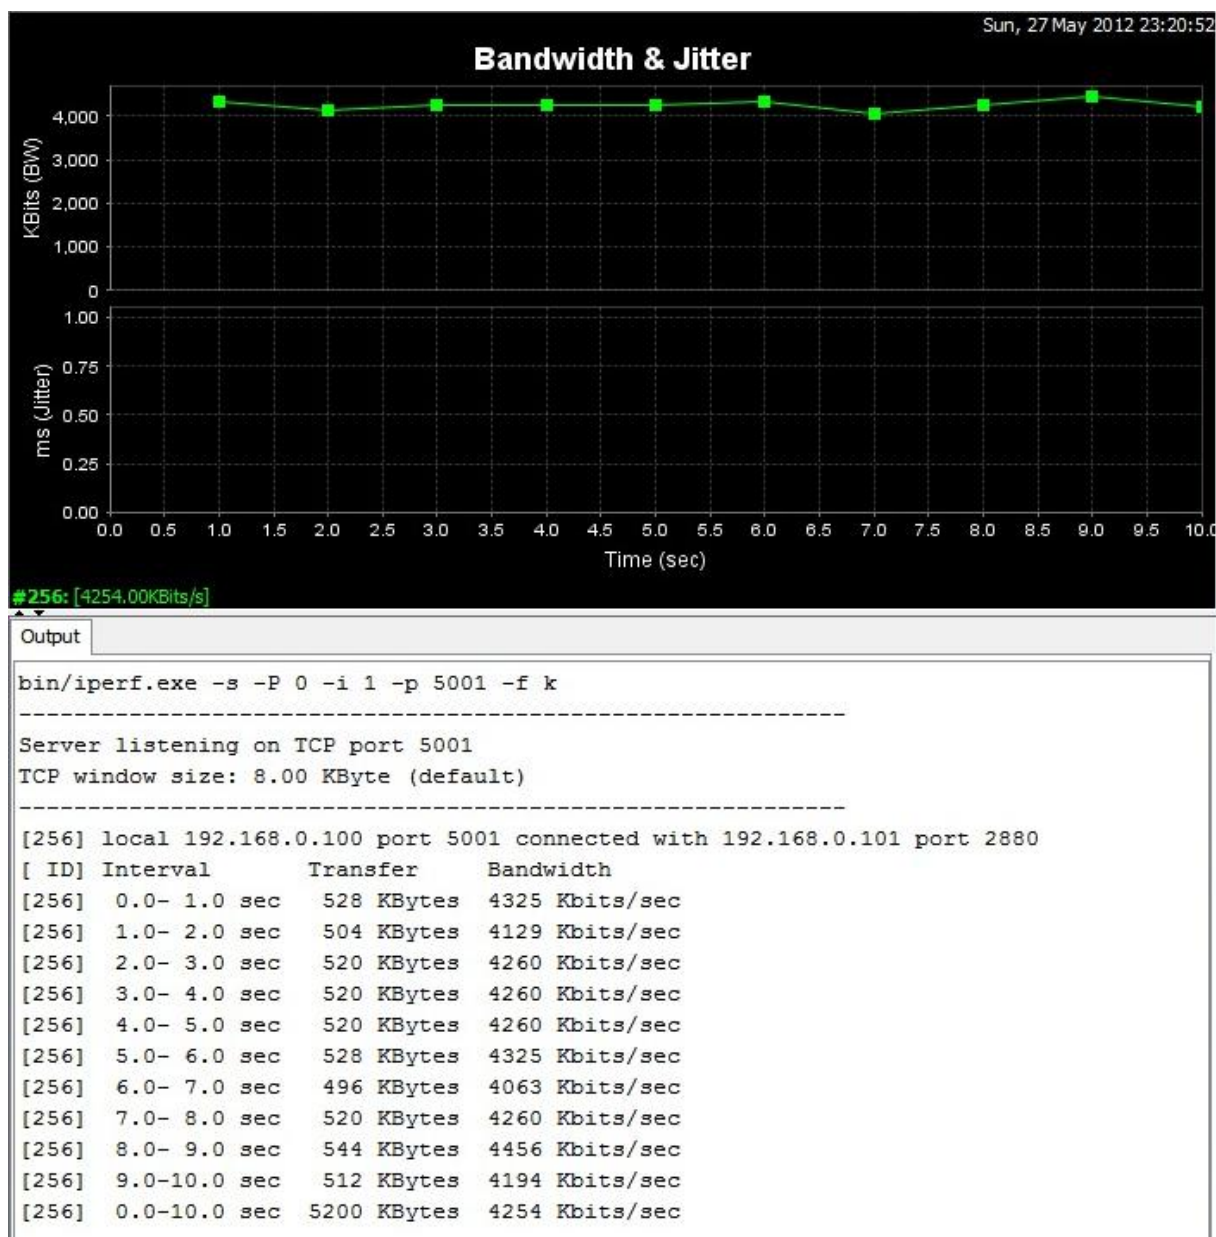 Sun, 27 May 2012 23:20:52
Bandwidth & Jitter
KBits (BW)
4,000
3,000
2,000
1,000
0
ms (Jitter)
1.00
0.75
0.50
0.25
0.00
0.0 0.5 1.0 1.5 2.0 2.5 3.0 3.5 4.0 4.5 5.0 5.5 6.0 6.5 7.0 7.5 8.0 8.5 9.0 9.5 10.0
Time (sec)
#256: [4254.00KBits/s]
Output
bin/iperf.exe -s -P 0 -i 1 -p 5001 -f k
------------------------------------------------------------
Server listening on TCP port 5001
TCP window size: 8.00 KByte (default)
------------------------------------------------------------
[256] local 192.168.0.100 port 5001 connected with 192.168.0.101 port 2880
[ ID] Interval Transfer Bandwidth
[256] 0.0- 1.0 sec 528 KBytes 4325 Kbits/sec
[256] 1.0- 2.0 sec 504 KBytes 4129 Kbits/sec
[256] 2.0- 3.0 sec 520 KBytes 4260 Kbits/sec
[256] 3.0- 4.0 sec 520 KBytes 4260 Kbits/sec
[256] 4.0- 5.0 sec 520 KBytes 4260 Kbits/sec
[256] 5.0- 6.0 sec 528 KBytes 4325 Kbits/sec
[256] 6.0- 7.0 sec 496 KBytes 4063 Kbits/sec
[256] 7.0- 8.0 sec 520 KBytes 4260 Kbits/sec
[256] 8.0- 9.0 sec 544 KBytes 4456 Kbits/sec
[256] 9.0-10.0 sec 512 KBytes 4194 Kbits/sec
[256] 0.0-10.0 sec 5200 KBytes 4254 Kbits/sec